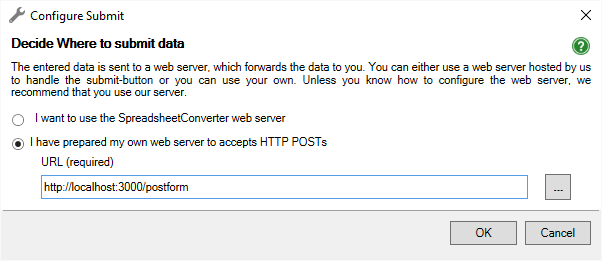 Configure Submit
Decide Where to submit data
?
The entered data is sent to a web server, which forwards the data to you. You can either use a web server hosted by us
to handle the submit-button or you can use your own. Unless you know how to configure the web server, we
recommend that you use our server.
I want to use the SpreadsheetConverter web server
I have prepared my own web server to accepts HTTP POSTs
URL (required)
http://localhost:3000/postform
...
OK
Cancel